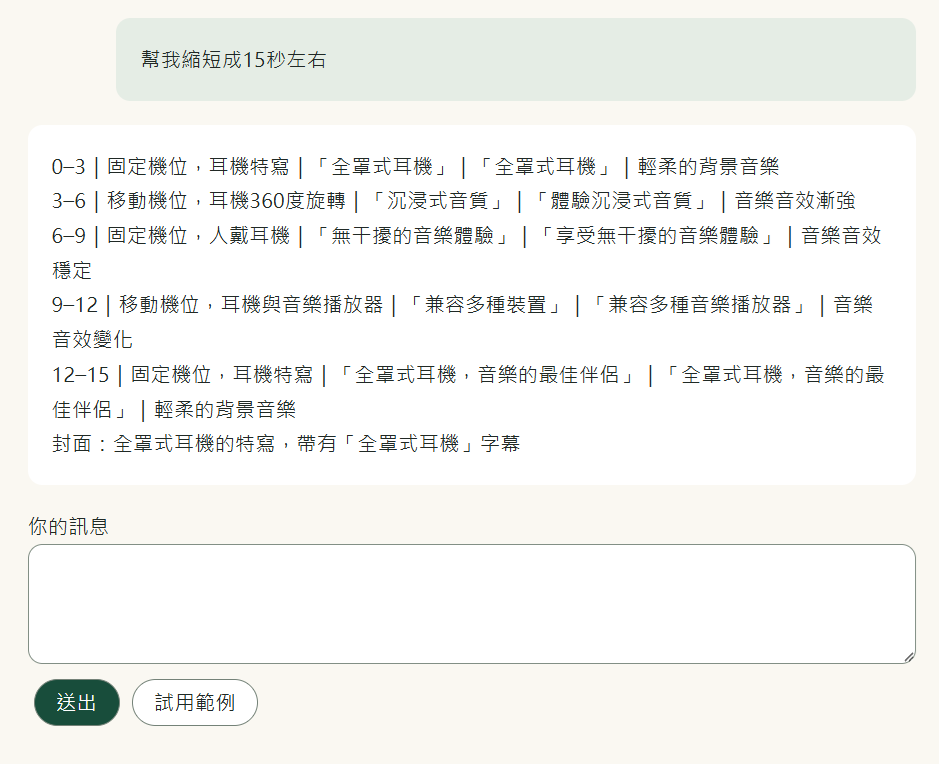 幫我縮短成15秒左右
0–3｜固定機位，耳機特寫｜「全罩式耳機」｜「全罩式耳機」｜輕柔的背景音樂
3–6｜移動機位，耳機360度旋轉｜「沉浸式音質」｜「體驗沉浸式音質」｜音樂音效漸強
6–9｜固定機位，人戴耳機｜「無干擾的音樂體驗」｜「享受無干擾的音樂體驗」｜音樂音效
穩定
9–12｜移動機位，耳機與音樂播放器｜「兼容多種裝置」｜「兼容多種音樂播放器」｜音樂
音效變化
12–15｜固定機位，耳機特寫｜「全罩式耳機，音樂的最佳伴侶」｜「全罩式耳機，音樂的最
佳伴侶」｜輕柔的背景音樂
封面：全罩式耳機的特寫，帶有「全罩式耳機」字幕
你的訊息
送出
試用範例